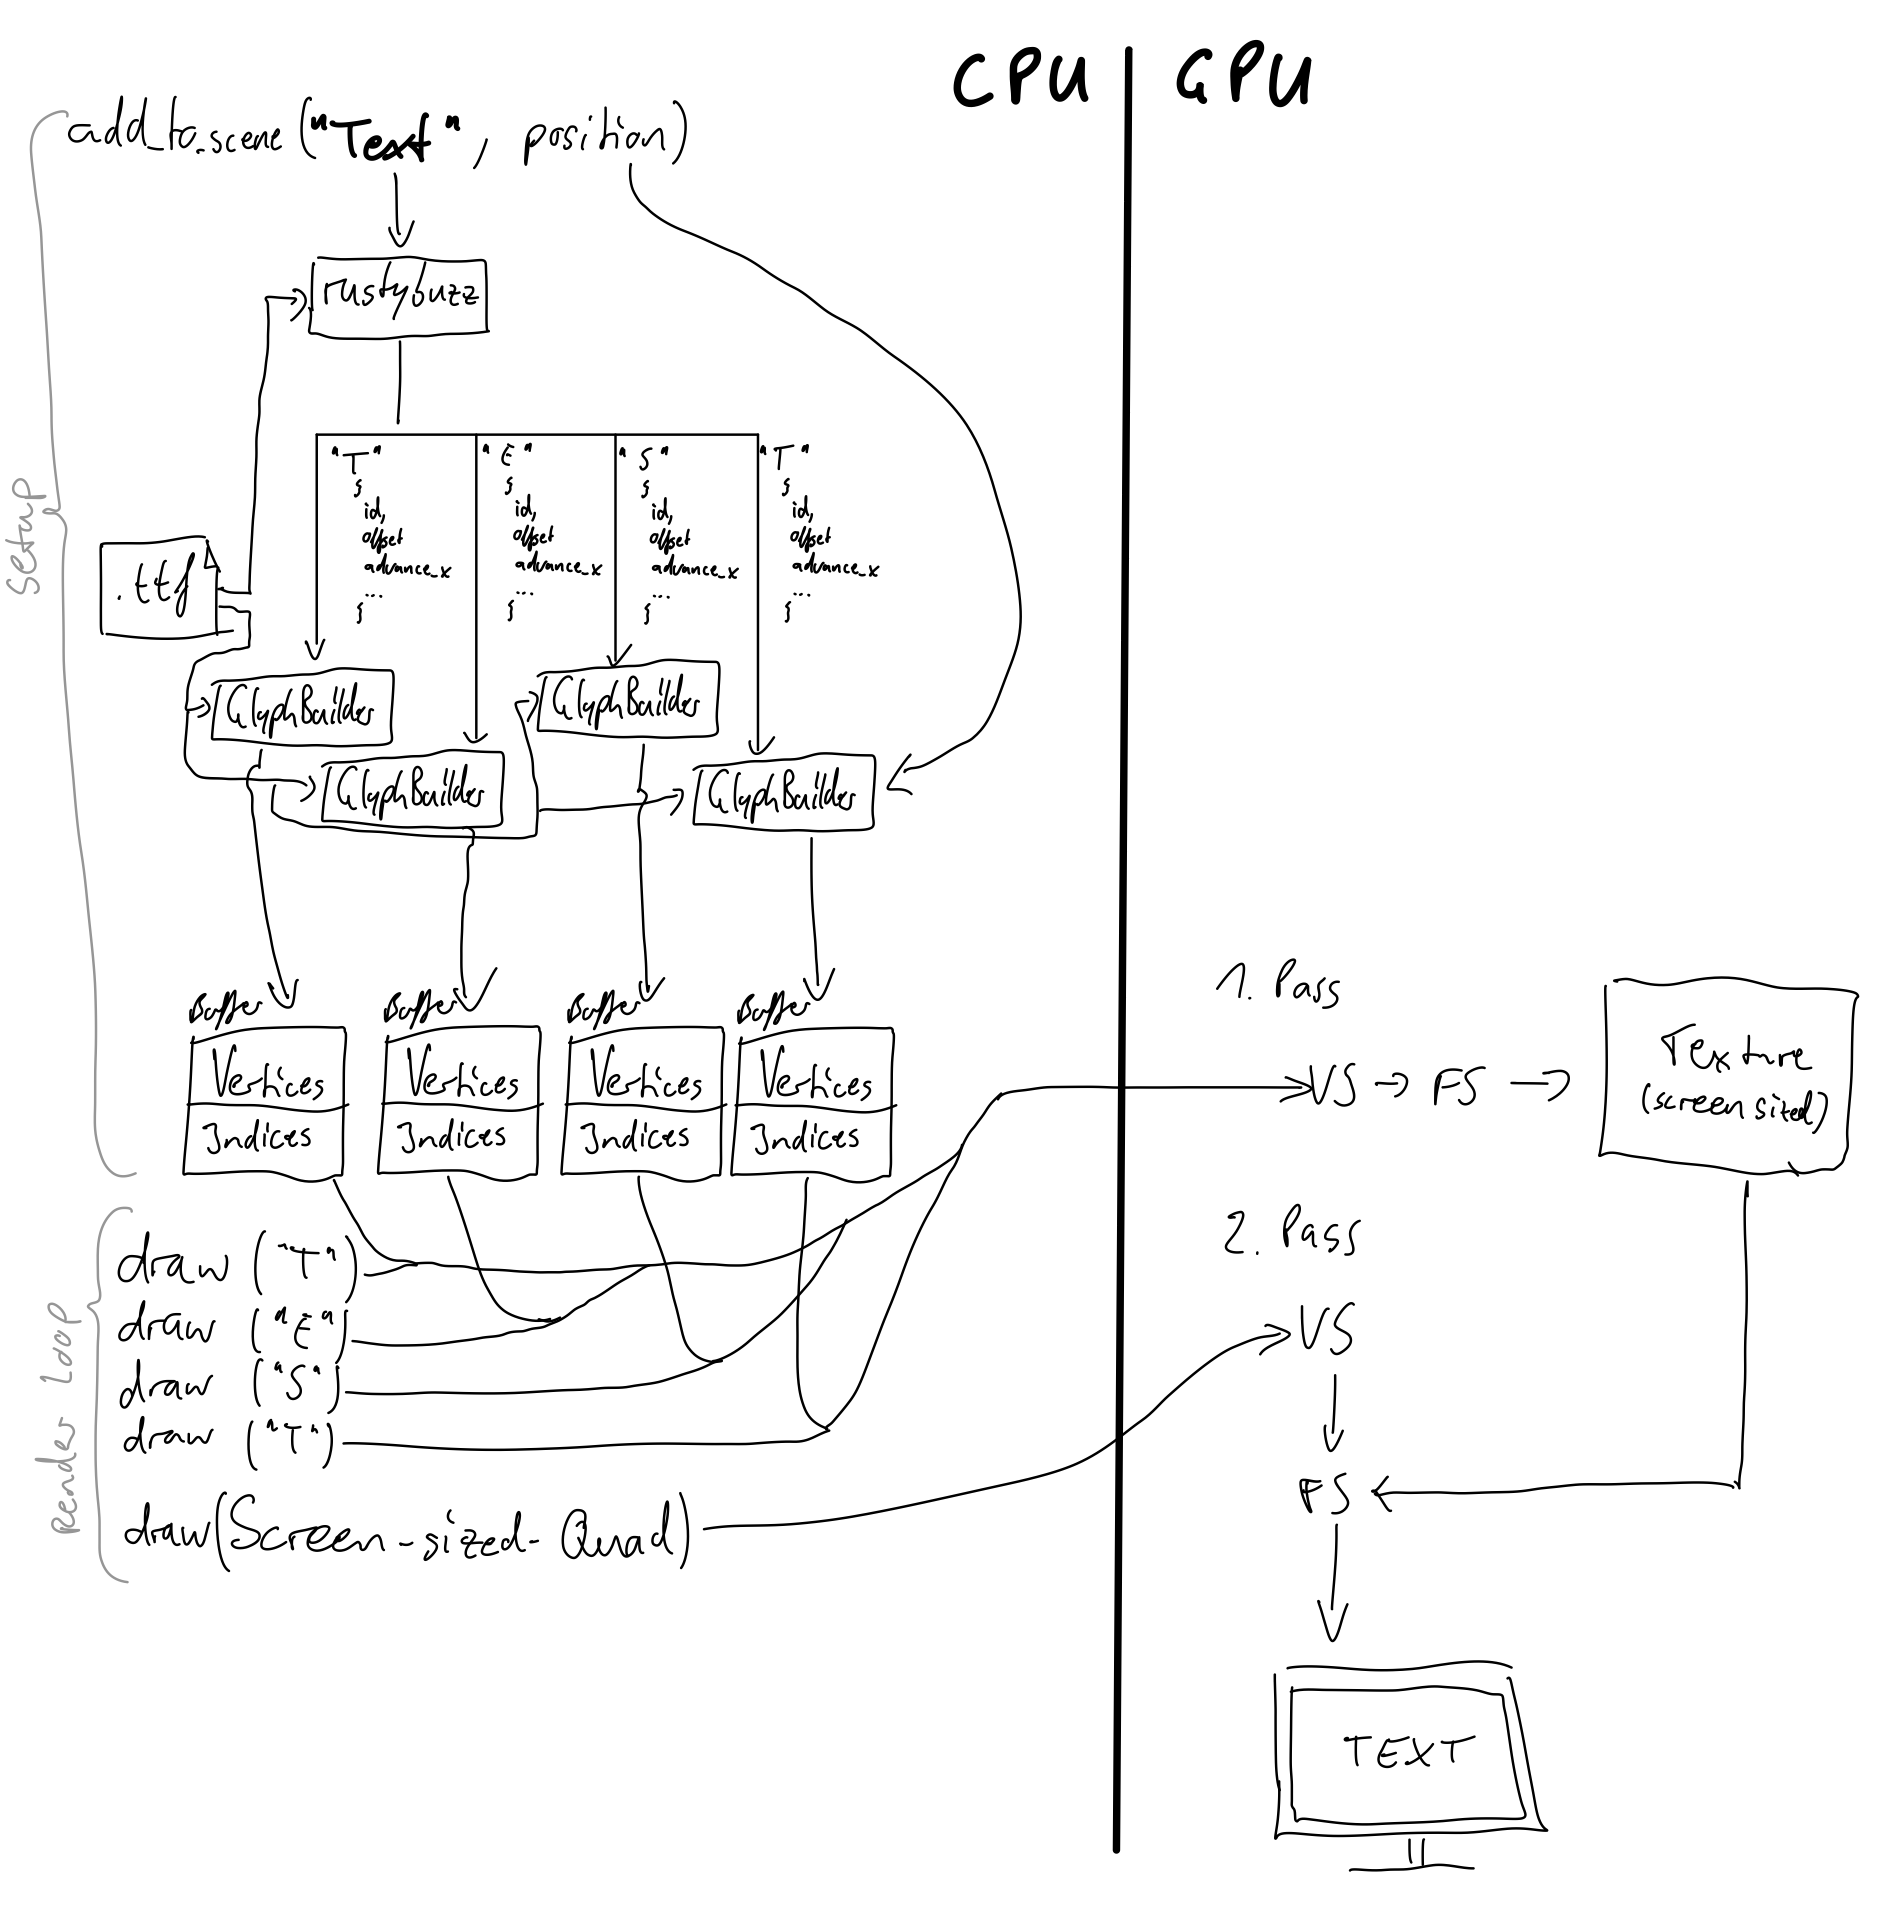 CPU | GPU
add_to_scene ("Text", position)
rustybuzz
"T" "E" "S" "T"
{ { { {
id, id, id, id,
offset offset offset offset
advance_x advance_x advance_x advance_x
... ... ... ...
} } } }
Setup
.ttf
GlyphBuilder GlyphBuilder
GlyphBuilder GlyphBuilder
Buffer Buffer Buffer Buffer
Vertices Vertices Vertices Vertices
Indices Indices Indices Indices
1. Pass
VS FS
Texture
(screen sized)
Render Loop
draw ("T")
draw ("E")
draw ("S")
draw ("T")
draw (Screen-sized-Quad)
2. Pass
VS
FS
TEXT